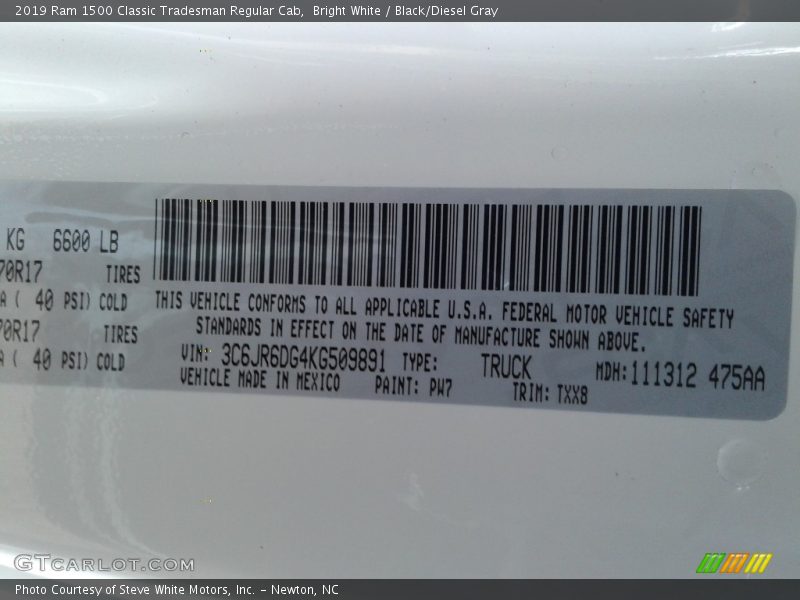 2019 Ram 1500 Classic Tradesman Regular Cab,  Bright White / Black/Diesel Gray
KG 6600 LB
70R17 TIRES
A ( 40 PSI) COLD
70R17 TIRES
A ( 40 PSI) COLD
THIS VEHICLE CONFORMS TO ALL APPLICABLE U.S.A. FEDERAL MOTOR VEHICLE SAFETY
STANDARDS IN EFFECT ON THE DATE OF MANUFACTURE SHOWN ABOVE.
VIN: 3C6JR6DG4KG509891 TYPE: TRUCK MDH:111312 475AA
VEHICLE MADE IN MEXICO PAINT: PW7 TRIM: TXX8
GTCARLOT.COM
Photo Courtesy of Steve White Motors, Inc. – Newton, NC